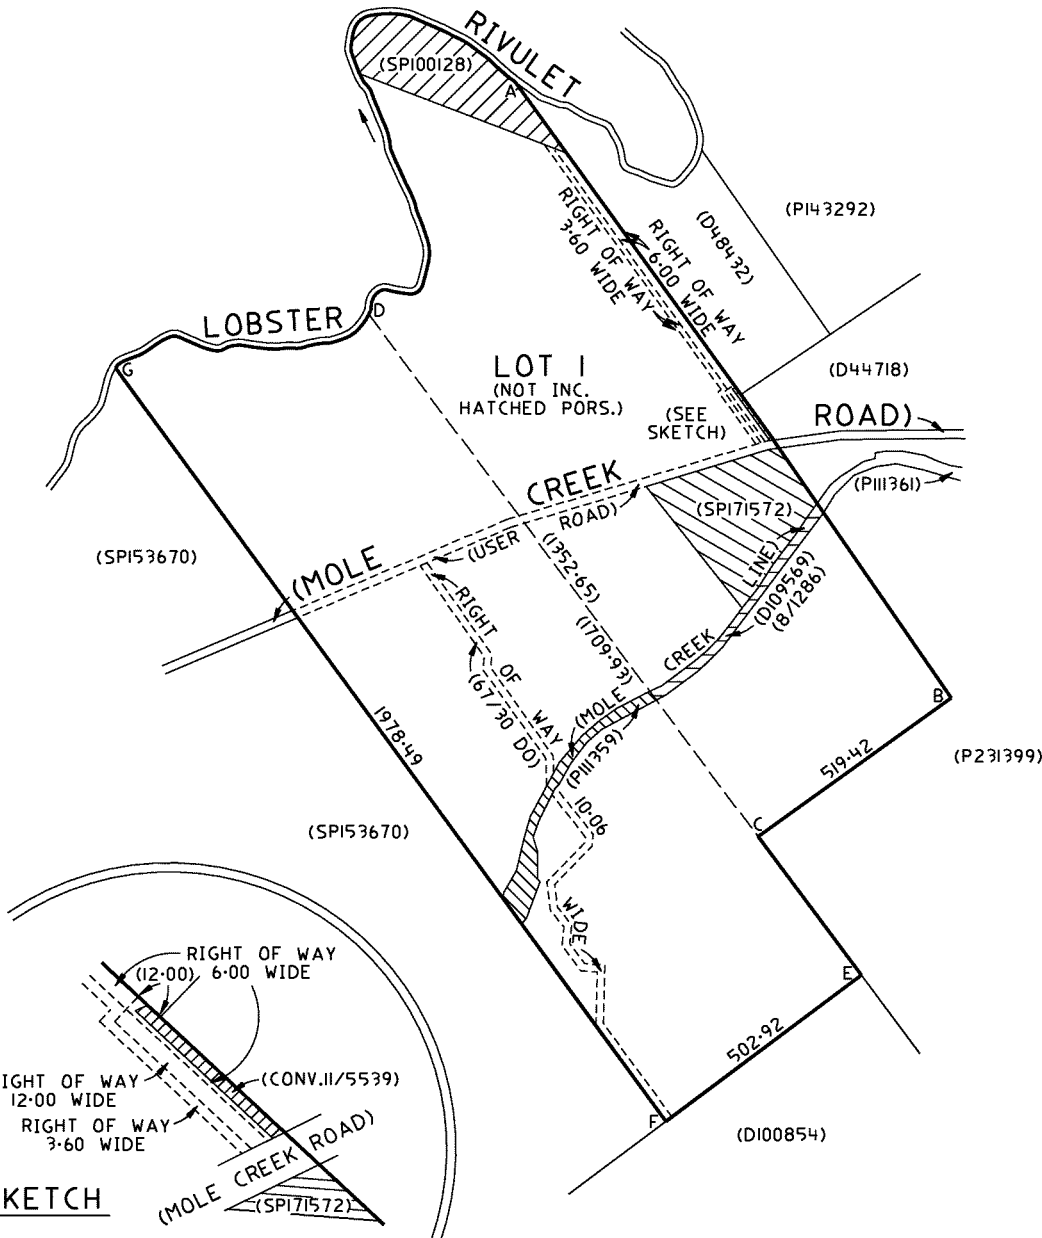 RIVULET
(SP100128)
A
(P143292)
(D48432)
RIGHT OF WAY
6·00 WIDE
RIGHT OF WAY
3·60 WIDE
LOBSTER
D
G
LOT 1
(NOT INC.
HATCHED PORS.)
(D44718)
(SEE
SKETCH)
ROAD)
CREEK
(P111361)
(SP171572)
(USER
ROAD)
(SP153670)
(MOLE
(1352·65)
LINE)
(D109569)
(8/1286)
RIGHT
OF
WAY
(67/30 DO)
(1709·93)
CREEK
(MOLE
(P111359)
B
1978·49
519·42
(P231399)
10·06
C
(SP153670)
WIDE
E
502·92
F
(D100854)
RIGHT OF WAY
6·00 WIDE
(12·00)
(CONV.11/5539)
IGHT OF WAY
12·00 WIDE
RIGHT OF WAY
3·60 WIDE
(MOLE CREEK ROAD)
KETCH
(SP171572)